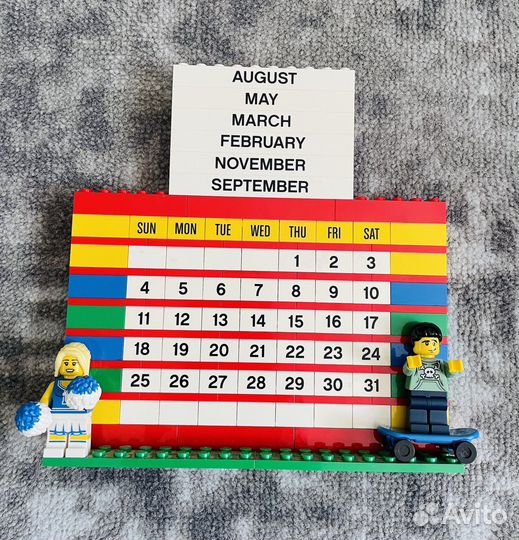 AUGUST
MAY
MARCH
FEBRUARY
NOVEMBER
SEPTEMBER
SUN MON TUE WED THU FRI SAT
1 2 3
4 5 6 7 8 9 10
11 12 13 14 15 16 17
18 19 20 21 22 23 24
25 26 27 28 29 30 31
Avito